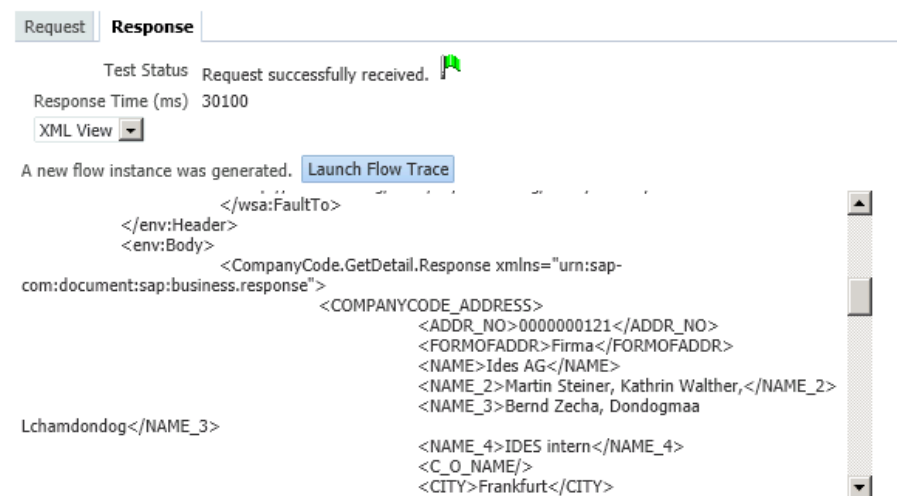 Request Response
Test Status Request successfully received.
Response Time (ms) 30100
XML View
A new flow instance was generated. Launch Flow Trace
</wsa:FaultTo>
</env:Header>
<env:Body>
<CompanyCode.GetDetail.Response xmlns="urn:sap-
com:document:sap:business.response">
<COMPANYCODE_ADDRESS>
<ADDR_NO>0000000121</ADDR_NO>
<FORMOFADDR>Firma</FORMOFADDR>
<NAME>Ides AG</NAME>
<NAME_2>Martin Steiner, Kathrin Walther,</NAME_2>
<NAME_3>Bernd Zecha, Dondogmaa
Lchamdondog</NAME_3>
<NAME_4>IDES intern</NAME_4>
<C_O_NAME/>
<CITY>Frankfurt</CITY>